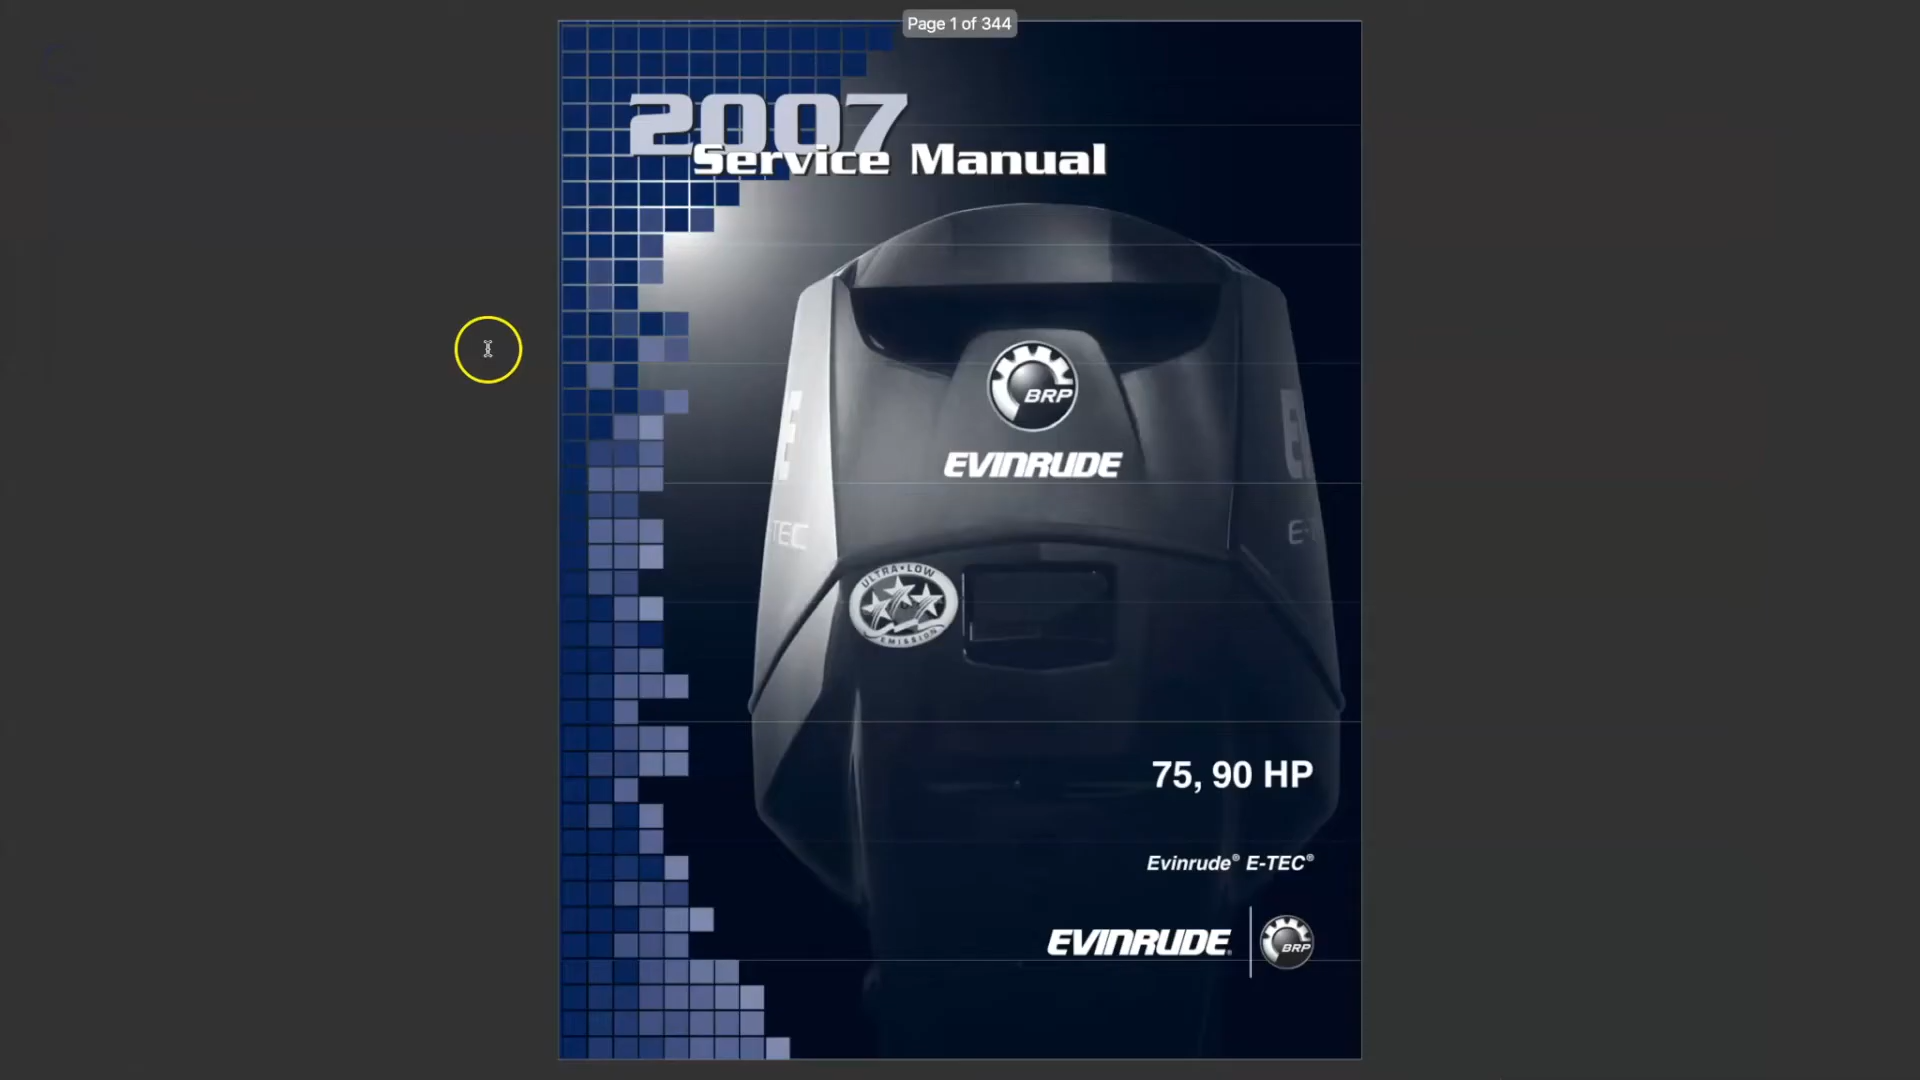 Page 1 of 344
2007
Service Manual
BRP
EVINRUDE
E
TEC
E-T
ULTRA•LOW
EMISSION
75, 90 HP
Evinrude® E-TEC®
EVINRUDE®
BRP